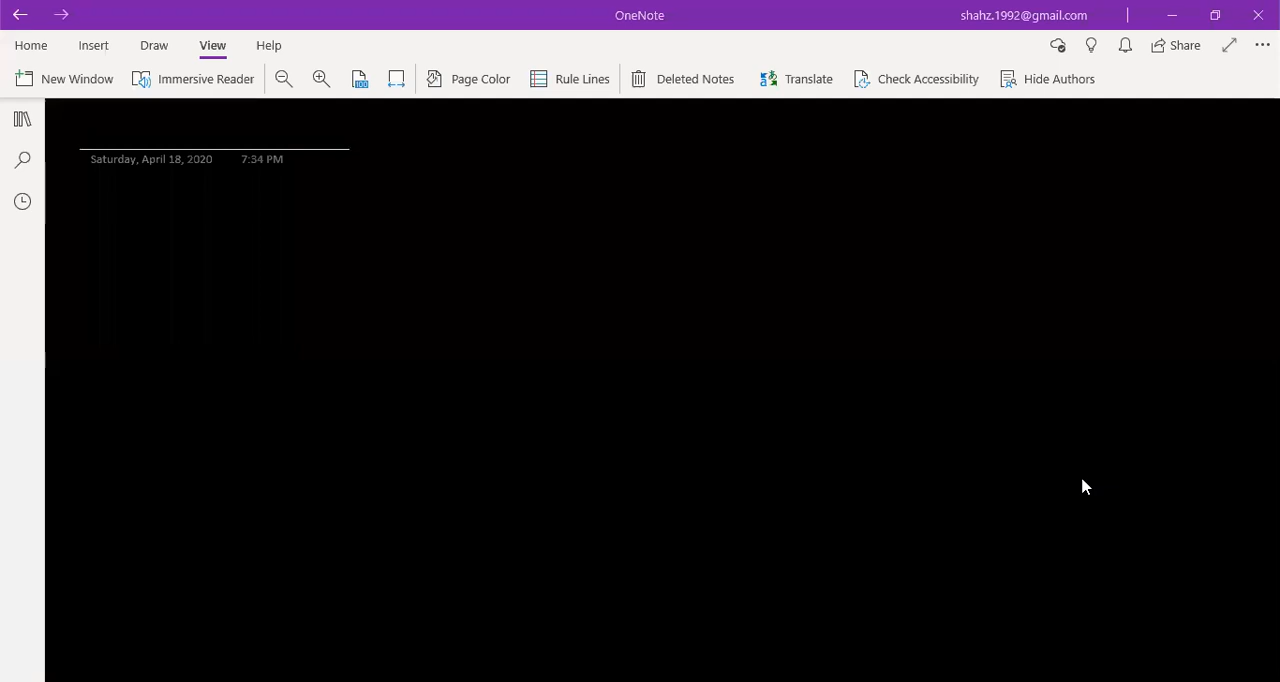 OneNote
shahz.1992@gmail.com
Home Insert Draw View Help Share
New Window Immersive Reader 100 Page Color Rule Lines Deleted Notes Translate Check Accessibility Hide Authors
Saturday, April 18, 2020 7:34 PM